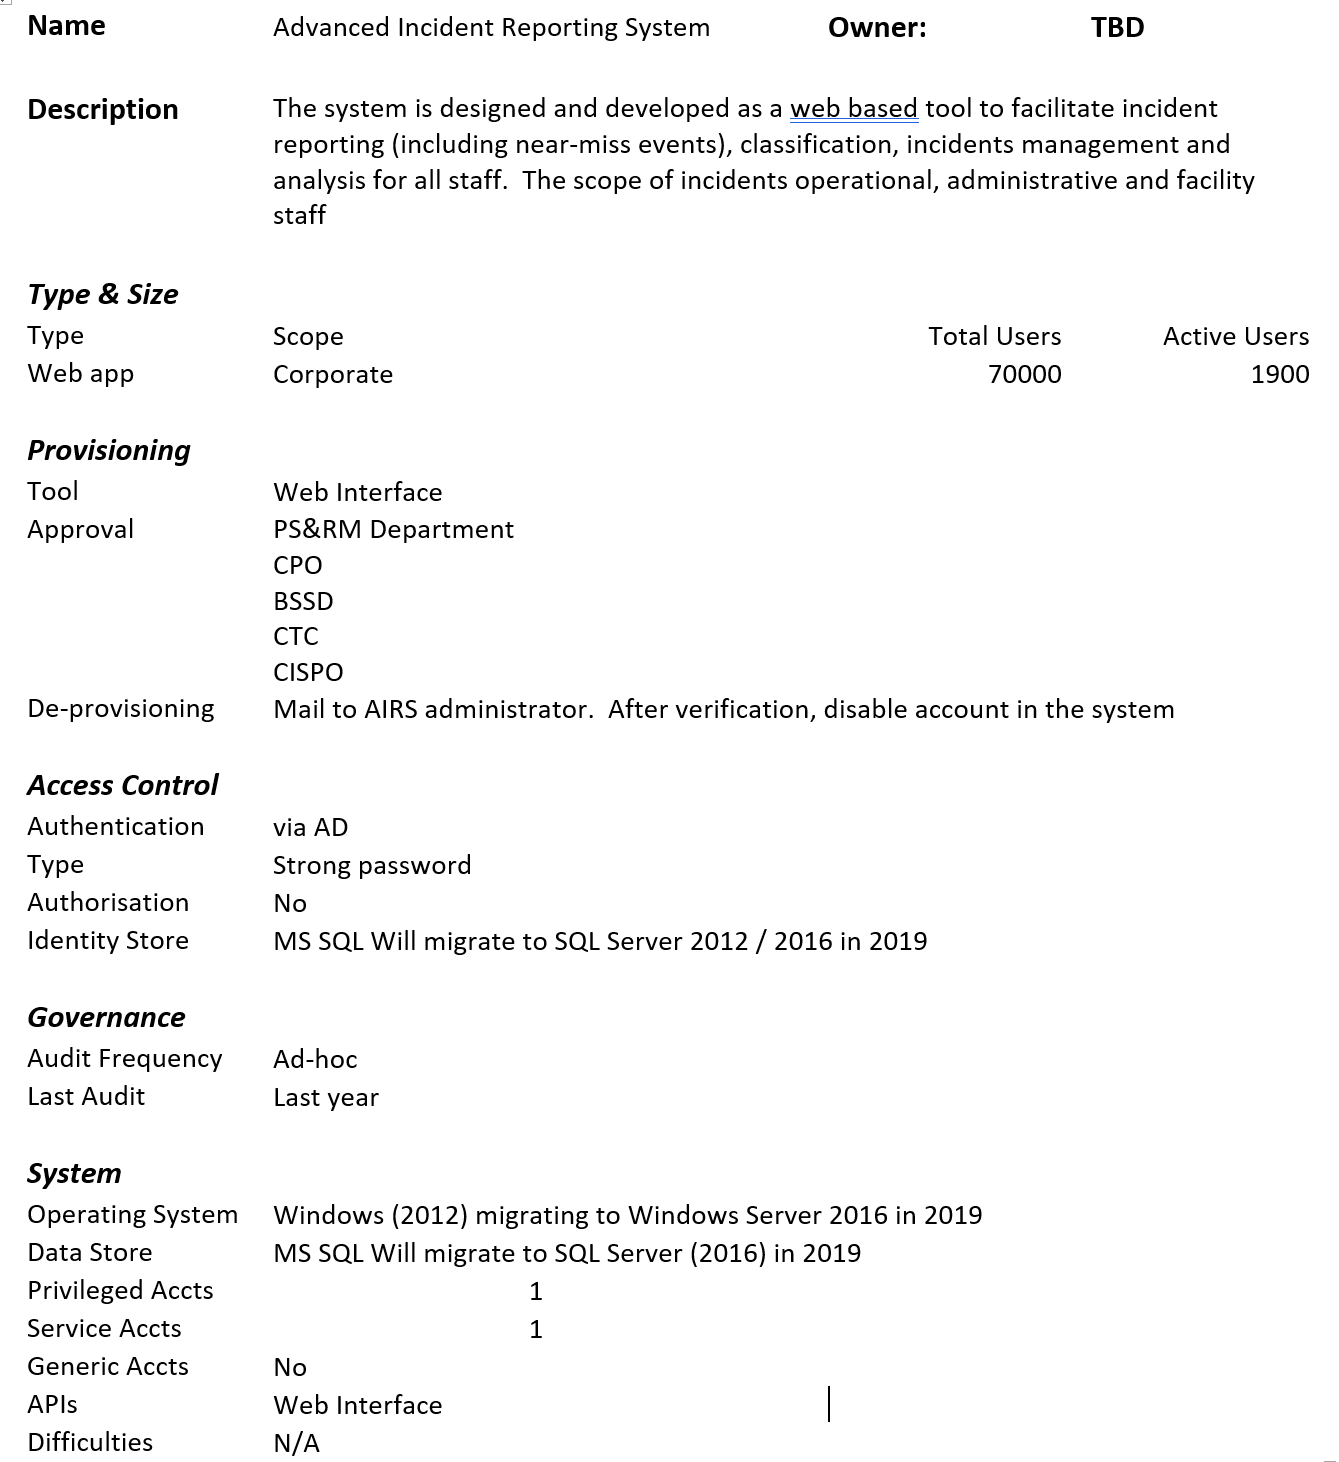 Name Advanced Incident Reporting System Owner: TBD
Description The system is designed and developed as a web based tool to facilitate incident
reporting (including near-miss events), classification, incidents management and
analysis for all staff.  The scope of incidents operational, administrative and facility
staff
Type & Size
Type Scope Total Users Active Users
Web app Corporate 70000 1900
Provisioning
Tool Web Interface
Approval PS&RM Department
CPO
BSSD
CTC
CISPO
De-provisioning Mail to AIRS administrator.  After verification, disable account in the system
Access Control
Authentication via AD
Type Strong password
Authorisation No
Identity Store MS SQL Will migrate to SQL Server 2012 / 2016 in 2019
Governance
Audit Frequency Ad-hoc
Last Audit Last year
System
Operating System Windows (2012) migrating to Windows Server 2016 in 2019
Data Store MS SQL Will migrate to SQL Server (2016) in 2019
Privileged Accts 1
Service Accts 1
Generic Accts No
APIs Web Interface
Difficulties N/A